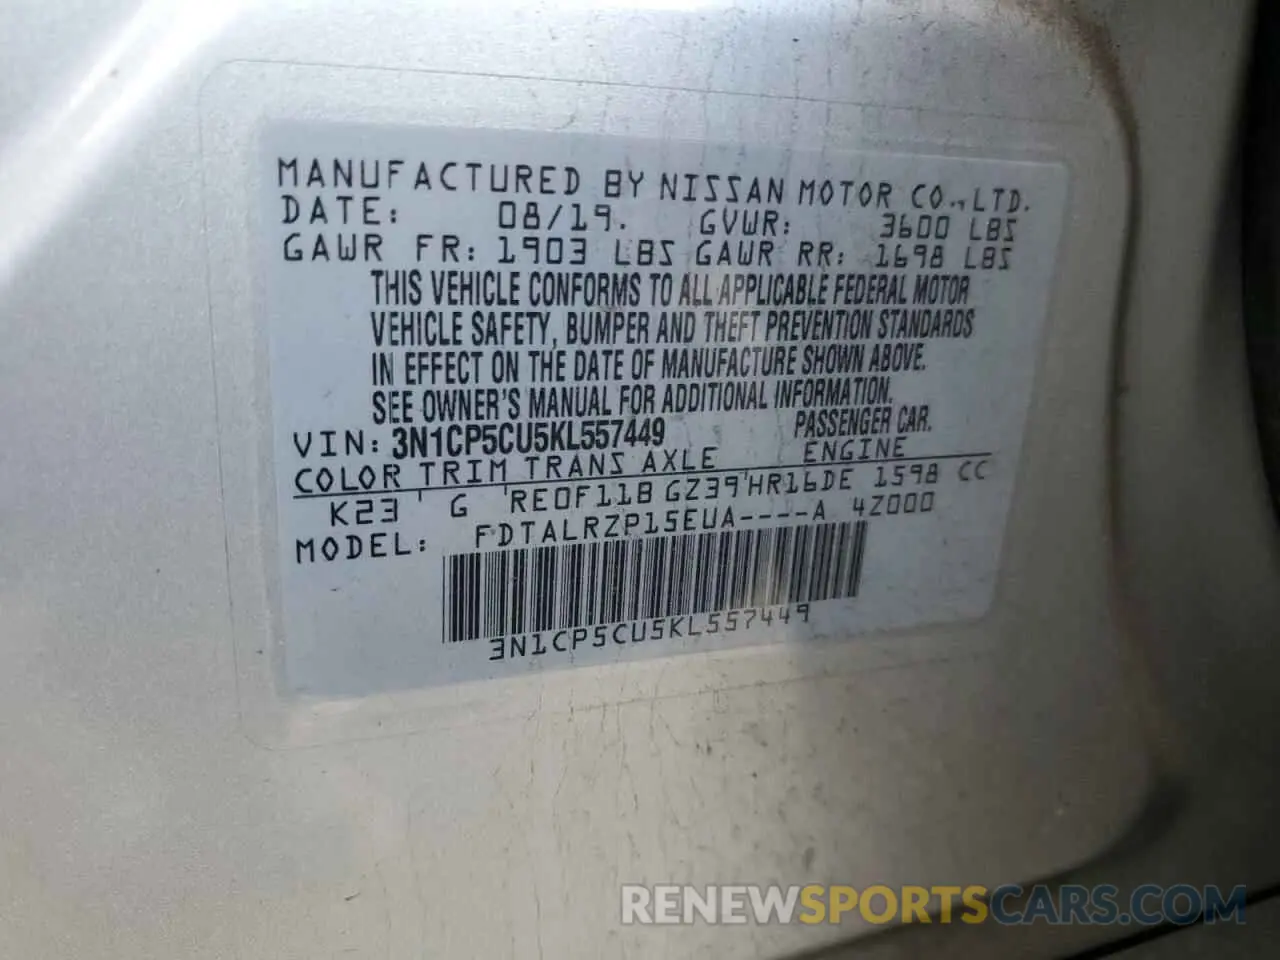 MANUFACTURED BY NISSAN MOTOR CO., LTD.
DATE: 08/19. GVWR: 3600 LBS
GAWR FR: 1903 LBS GAWR RR: 1698 LBS
THIS VEHICLE CONFORMS TO ALL APPLICABLE FEDERAL MOTOR
VEHICLE SAFETY, BUMPER AND THEFT PREVENTION STANDARDS
IN EFFECT ON THE DATE OF MANUFACTURE SHOWN ABOVE.
SEE OWNER'S MANUAL FOR ADDITIONAL INFORMATION.
VIN: 3N1CP5CU5KL557449 PASSENGER CAR.
COLOR TRIM TRANS AXLE ENGINE
K23 G RE0F11B GZ39 HR16DE 1598 CC
MODEL: FDTALRZP15EUA----A 4Z000
3N1CP5CU5KL557449
RENEWSPORTSCARS.COM